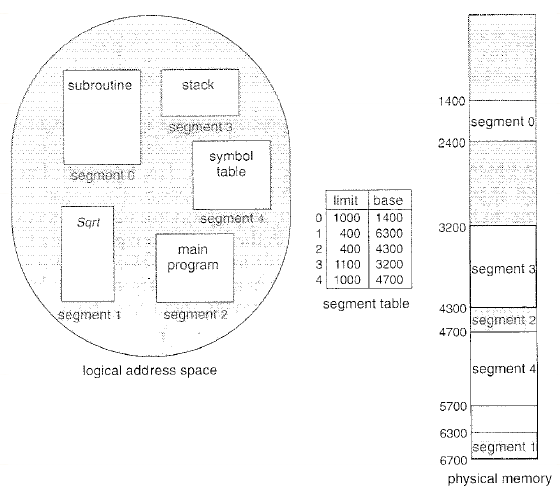 subroutine
segment 0
stack
segment 3
symbol
table
segment 4
Sqrt
segment 1
main
program
segment 2
logical address space
limit base
0 1000 1400
1 400 6300
2 400 4300
3 1100 3200
4 1000 4700
segment table
1400
segment 0
2400
3200
segment 3
4300
segment 2
4700
segment 4
5700
6300
segment 1
6700
physical memory